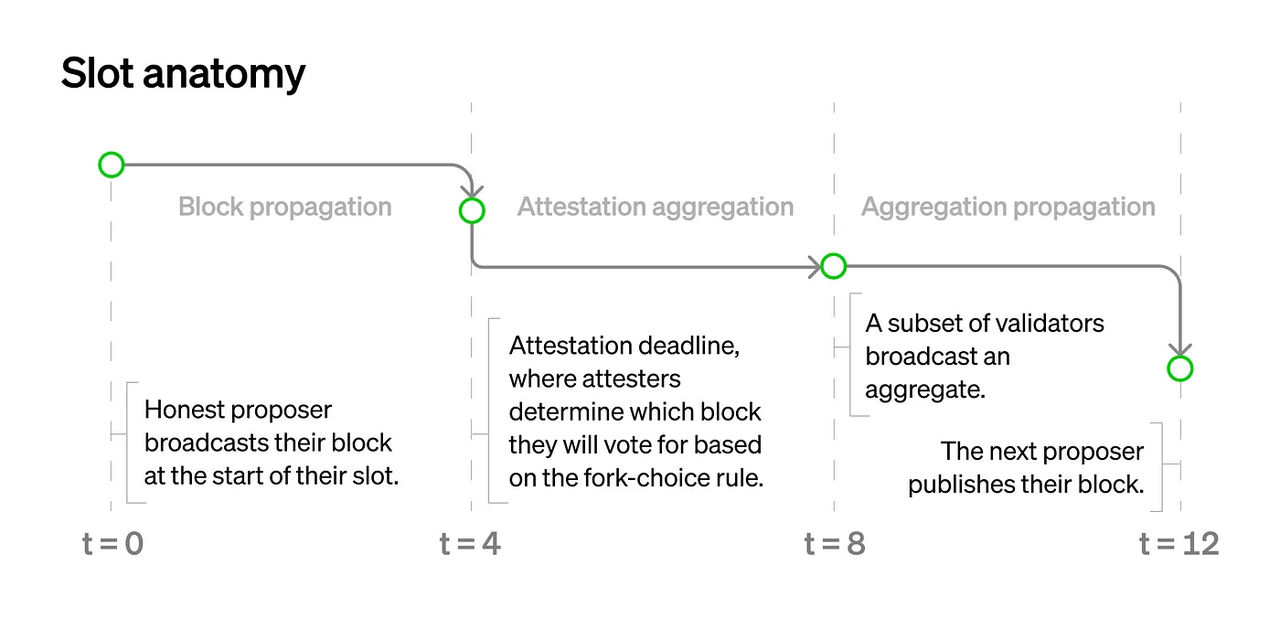 Slot anatomy
Block propagation
Attestation aggregation
Aggregation propagation
Honest proposer
broadcasts their block
at the start of their slot.
Attestation deadline,
where attesters
determine which block
they will vote for based
on the fork-choice rule.
A subset of validators
broadcast an
aggregate.
The next proposer
publishes their block.
t = 0
t = 4
t = 8
t = 12